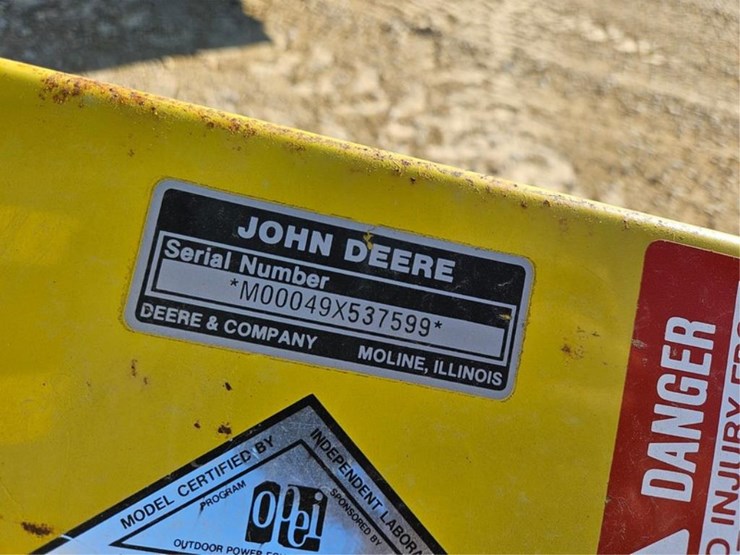 JOHN DEERE
Serial Number
*M00049X537599*
DEERE & COMPANY MOLINE, ILLINOIS
MODEL CERTIFIED BY
INDEPENDENT
PROGRAM
SPONSORED BY
opei
OUTDOOR POWER
DANGER
INJURY